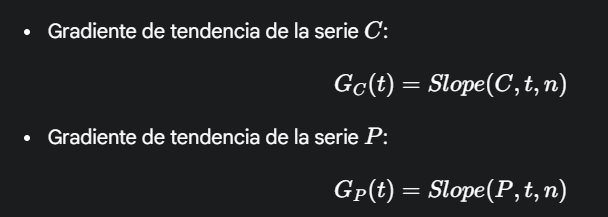 • Gradiente de tendencia de la serie C:
G_C(t) = Slope(C, t, n)
• Gradiente de tendencia de la serie P:
G_P(t) = Slope(P, t, n)